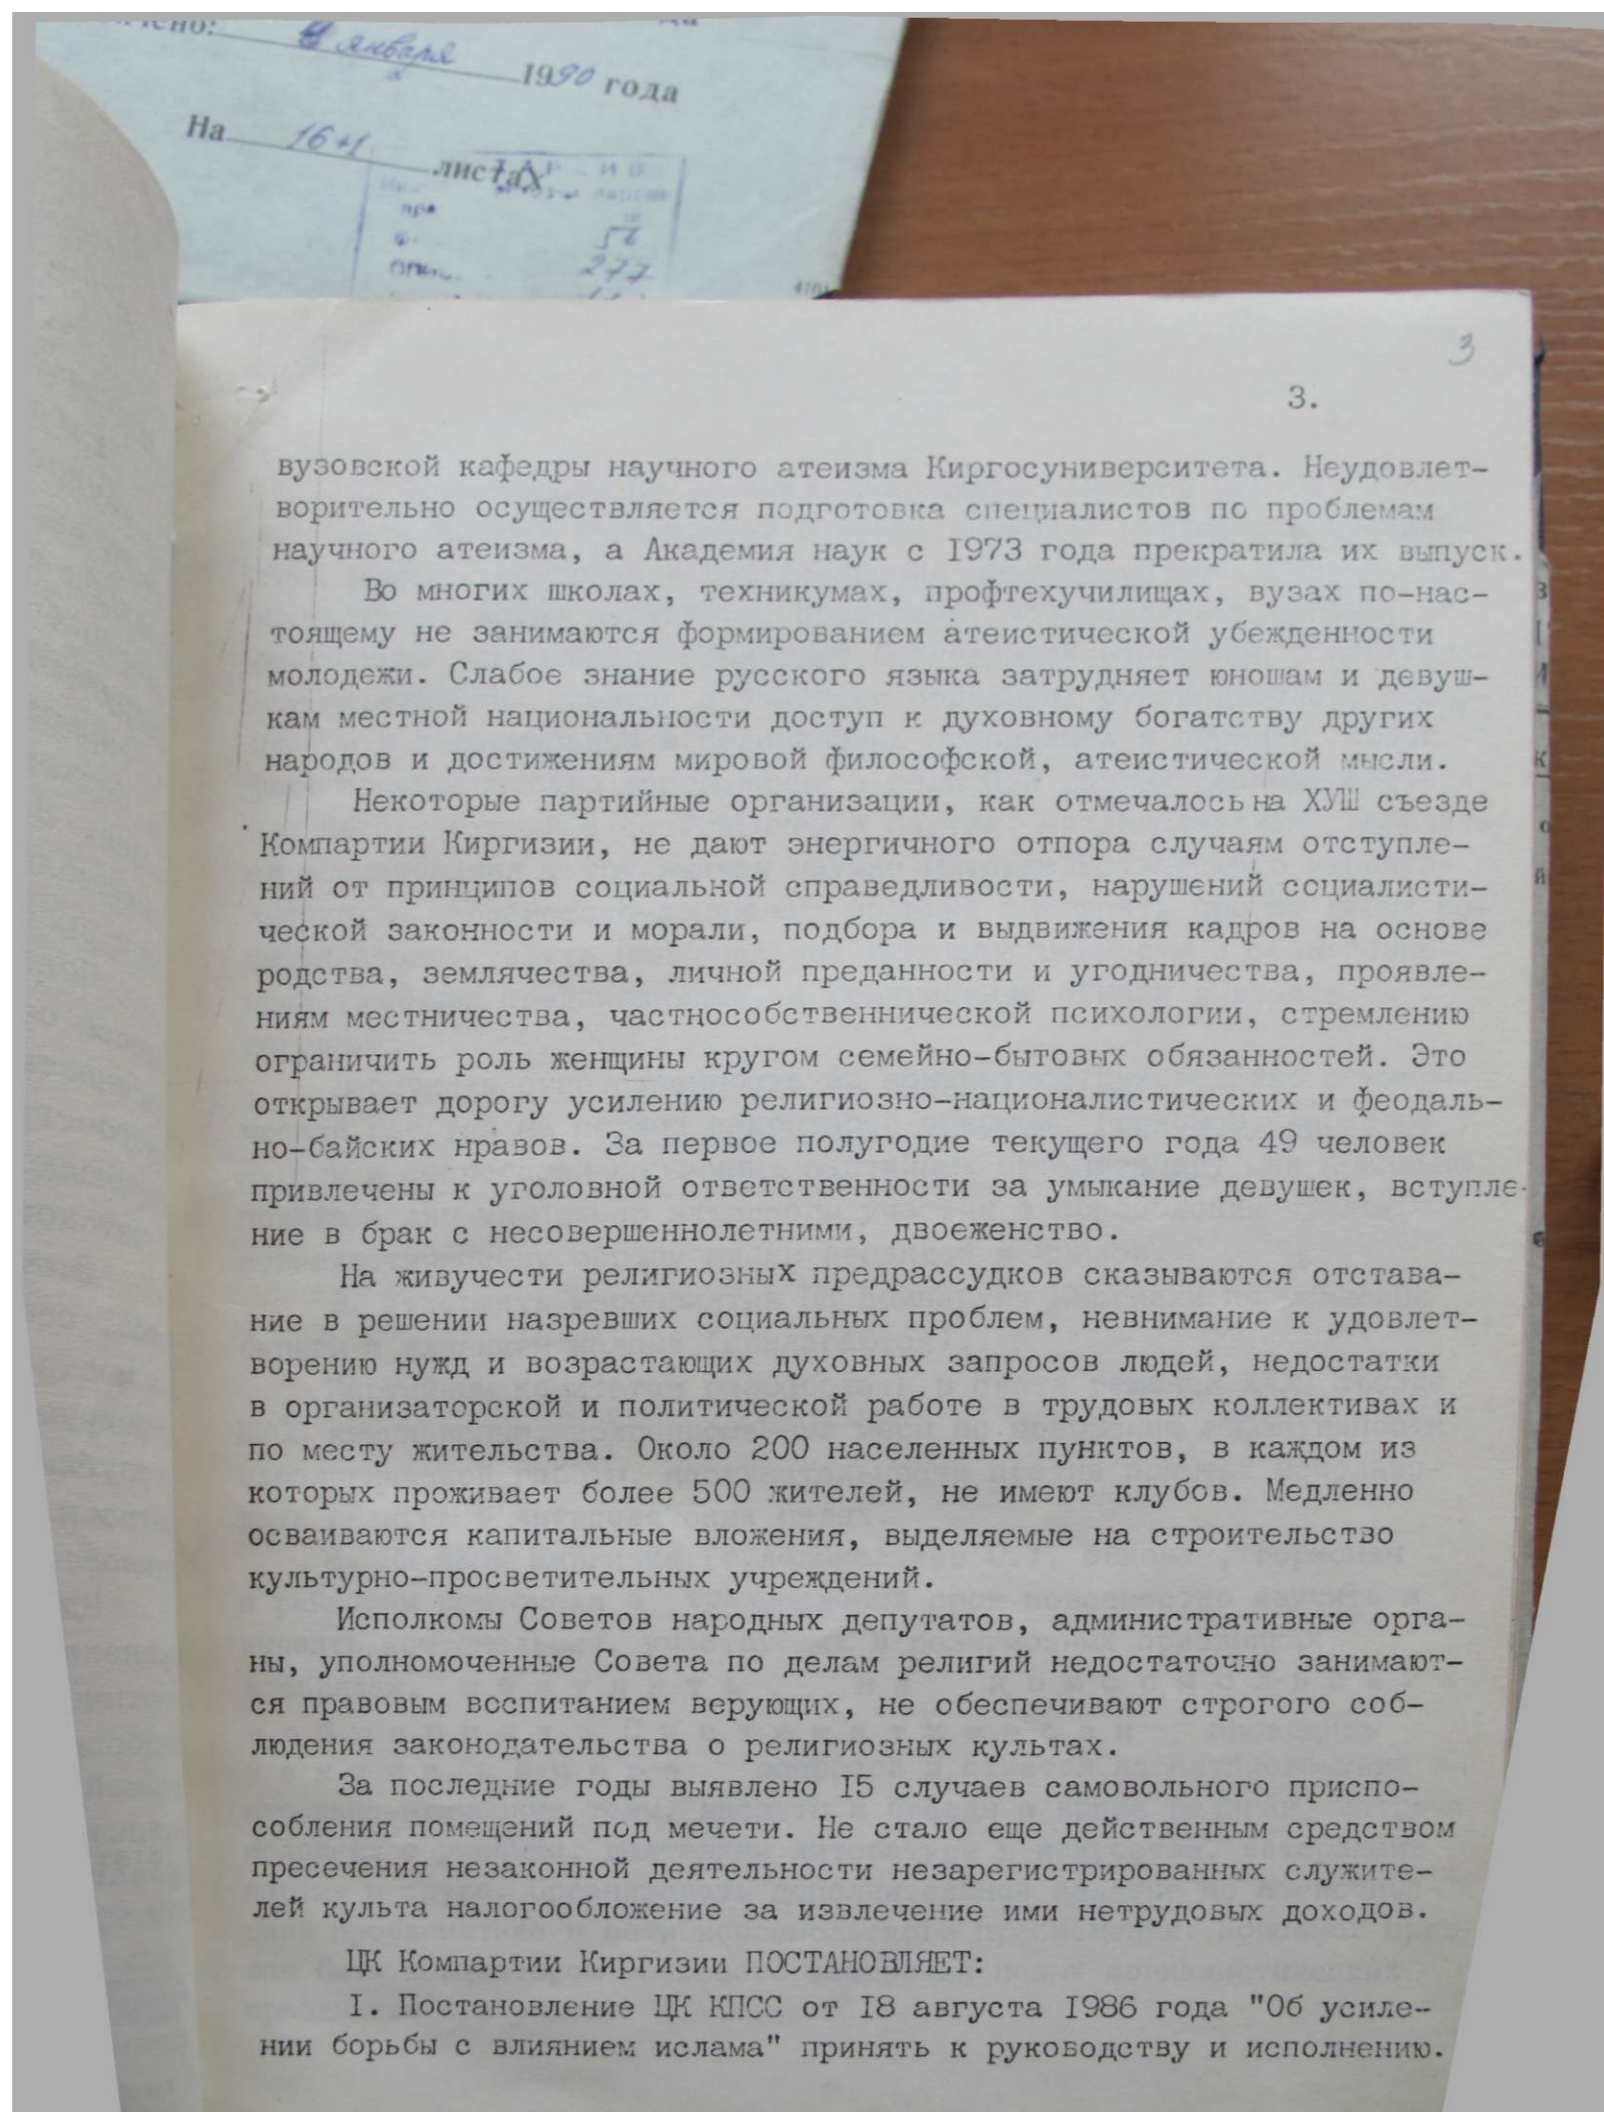 января
1990 года
На 16+1 листах
56
277
3
3.
вузовской кафедры научного атеизма Киргосуниверситета. Неудовлет-
ворительно осуществляется подготовка специалистов по проблемам
научного атеизма, а Академия наук с I973 года прекратила их выпуск.
Во многих школах, техникумах, профтехучилищах, вузах по-нас-
тоящему не занимаются формированием атеистической убежденности
молодежи. Слабое знание русского языка затрудняет юношам и девуш-
кам местной национальности доступ к духовному богатству других
народов и достижениям мировой философской, атеистической мысли.
Некоторые партийные организации, как отмечалось на ХУШ съезде
Компартии Киргизии, не дают энергичного отпора случаям отступле-
ний от принципов социальной справедливости, нарушений социалисти-
ческой законности и морали, подбора и выдвижения кадров на основе
родства, землячества, личной преданности и угодничества, проявле-
ниям местничества, частнособственнической психологии, стремлению
ограничить роль женщины кругом семейно-бытовых обязанностей. Это
открывает дорогу усилению религиозно-националистических и феодаль-
но-байских нравов. За первое полугодие текущего года 49 человек
привлечены к уголовной ответственности за умыкание девушек, вступле-
ние в брак с несовершеннолетними, двоеженство.
На живучести религиозных предрассудков сказываются отстава-
ние в решении назревших социальных проблем, невнимание к удовлет-
ворению нужд и возрастающих духовных запросов людей, недостатки
в организаторской и политической работе в трудовых коллективах и
по месту жительства. Около 200 населенных пунктов, в каждом из
которых проживает более 500 жителей, не имеют клубов. Медленно
осваиваются капитальные вложения, выделяемые на строительство
культурно-просветительных учреждений.
Исполкомы Советов народных депутатов, административные орга-
ны, уполномоченные Совета по делам религий недостаточно занимают-
ся правовым воспитанием верующих, не обеспечивают строгого соб-
людения законодательства о религиозных культах.
За последние годы выявлено I5 случаев самовольного приспо-
собления помещений под мечети. Не стало еще действенным средством
пресечения незаконной деятельности незарегистрированных служите-
лей культа налогообложение за извлечение ими нетрудовых доходов.
ЦК Компартии Киргизии ПОСТАНОВЛЯЕТ:
I. Постановление ЦК КПСС от I8 августа I986 года "Об усиле-
нии борьбы с влиянием ислама" принять к руководству и исполнению.